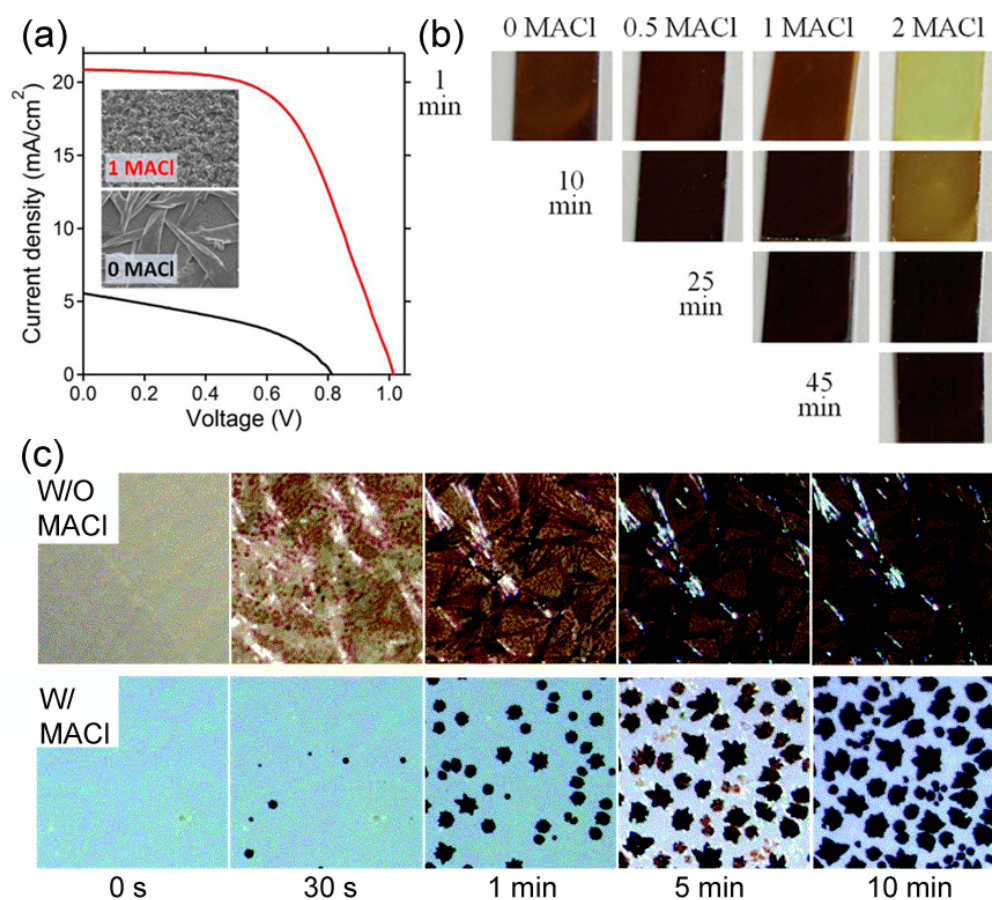 (a)
Current density (mA/cm²)
20
15
10
5
0
1 MACl
0 MACl
0.0 0.2 0.4 0.6 0.8 1.0
Voltage (V)
(b)
0 MACl 0.5 MACl 1 MACl 2 MACl
1
min
10
min
25
min
45
min
(c)
W/O
MACl
W/
MACl
0 s 30 s 1 min 5 min 10 min